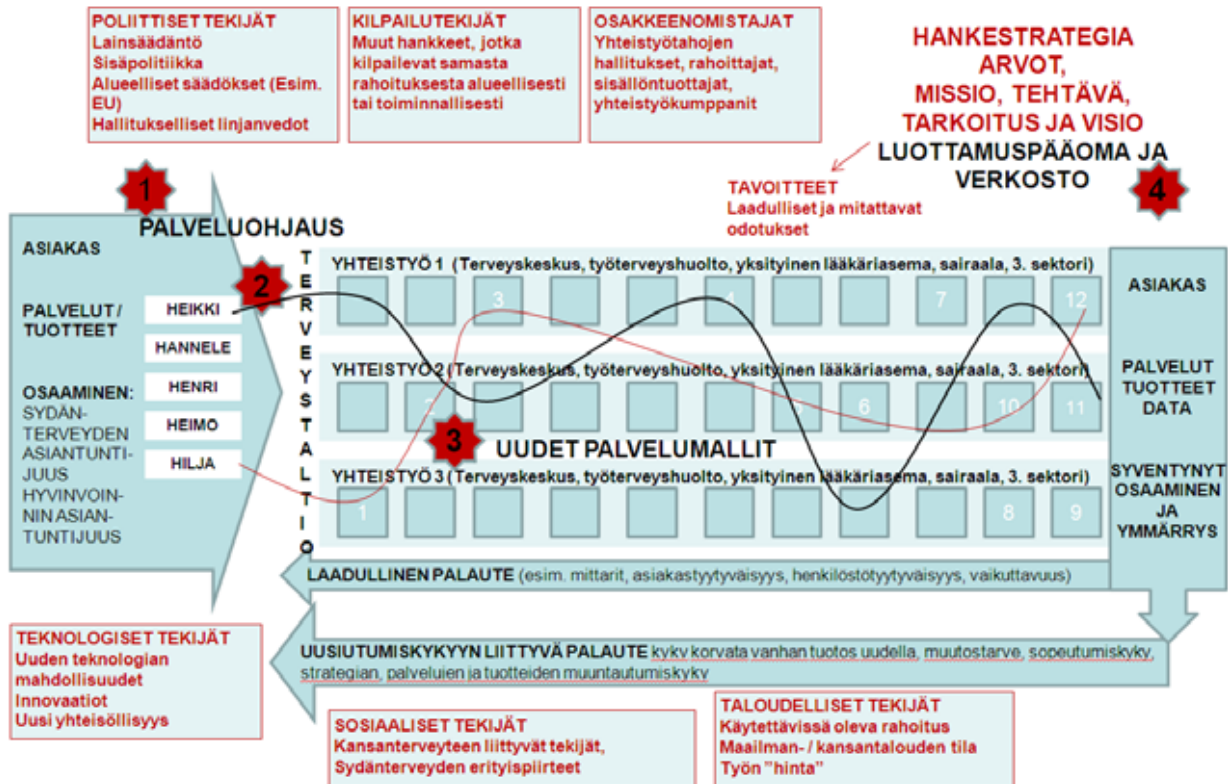 POLIITTISET TEKIJÄT
Lainsäädäntö
Sisäpolitiikka
Alueelliset säädökset (Esim.
EU)
Hallitukselliset linjanvedot
KILPAILUTEKIJÄT
Muut hankkeet, jotka
kilpailevat samasta
rahoituksesta alueellisesti
tai toiminnallisesti
OSAKKEENOMISTAJAT
Yhteistyötahojen
hallitukset, rahoittajat,
sisällöntuottajat,
yhteistyökumppanit
HANKESTRATEGIA
ARVOT,
MISSIO, TEHTÄVÄ,
TARKOITUS JA VISIO
LUOTTAMUSPÄÄOMA JA
VERKOSTO
TAVOITTEET
Laadulliset ja mitattavat
odotukset
1
PALVELUOHJAUS
2
3
4
ASIAKAS
PALVELUT /
TUOTTEET
OSAAMINEN:
SYDÄN-
TERVEYDEN
ASIANTUNTI-
JUUS
HYVINVOIN-
NIN ASIAN-
TUNTIJUUS
HEIKKI
HANNELE
HENRI
HEIMO
HILJA
TERVEYSTALTIO
YHTEISTYÖ 1 (Terveyskeskus, työterveyshuolto, yksityinen lääkäriasema, sairaala, 3. sektori)
3 4 7 12
YHTEISTYÖ 2 (Terveyskeskus, työterveyshuolto, yksityinen lääkäriasema, sairaala, 3. sektori)
2 5 6 10 11
UUDET PALVELUMALLIT
YHTEISTYÖ 3 (Terveyskeskus, työterveyshuolto, yksityinen lääkäriasema, sairaala, 3. sektori)
1 8 9
ASIAKAS
PALVELUT
TUOTTEET
DATA
SYVENTYNYT
OSAAMINEN
JA
YMMÄRRYS
LAADULLINEN PALAUTE (esim. mittarit, asiakastyytyväisyys, henkilöstötyytyväisyys, vaikuttavuus)
UUSIUTUMISKYKYYN LIITTYVÄ PALAUTE kyky korvata vanhan tuotos uudella, muutostarve, sopeutumiskyky,
strategian, palvelujen ja tuotteiden muuntautumiskyky
TEKNOLOGISET TEKIJÄT
Uuden teknologian
mahdollisuudet
Innovaatiot
Uusi yhteisöllisyys
SOSIAALISET TEKIJÄT
Kansanterveyteen liittyvät tekijät,
Sydänterveyden erityispiirteet
TALOUDELLISET TEKIJÄT
Käytettävissä oleva rahoitus
Maailman- / kansantalouden tila
Työn "hinta"